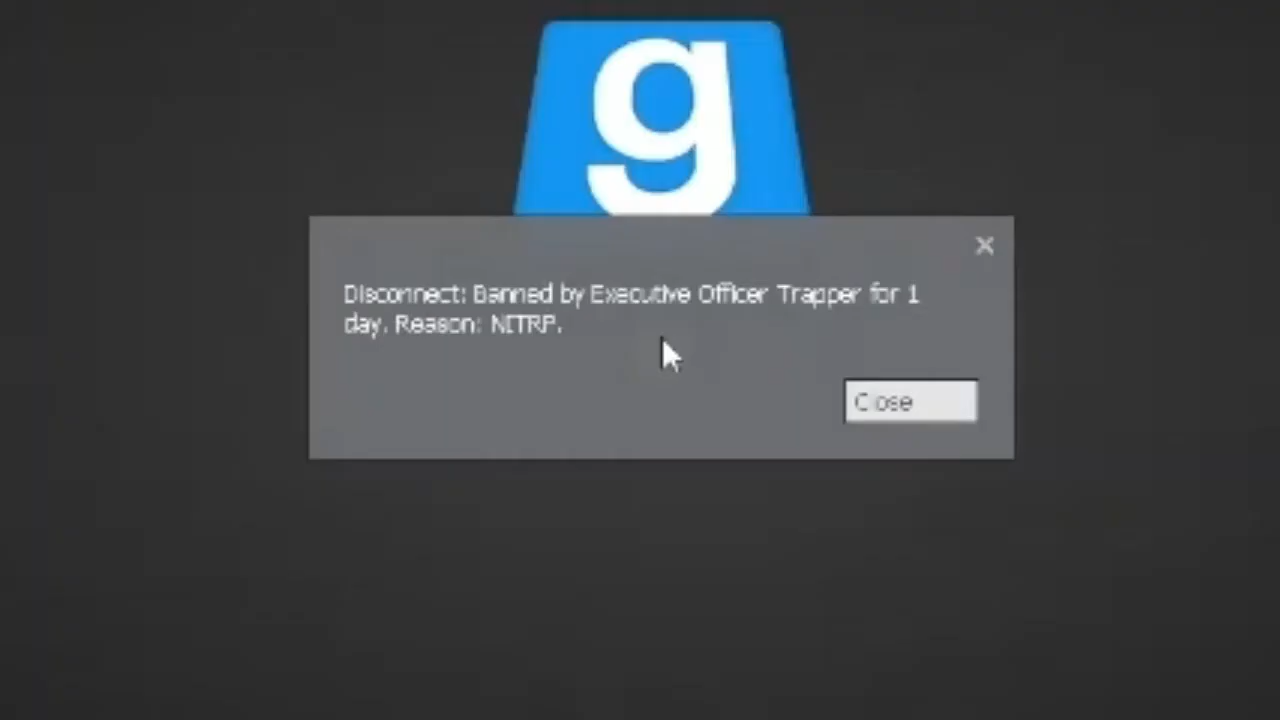 g
Disconnect: Banned by Executive Officer Trapper for 1
day. Reason: NITRP.
Close